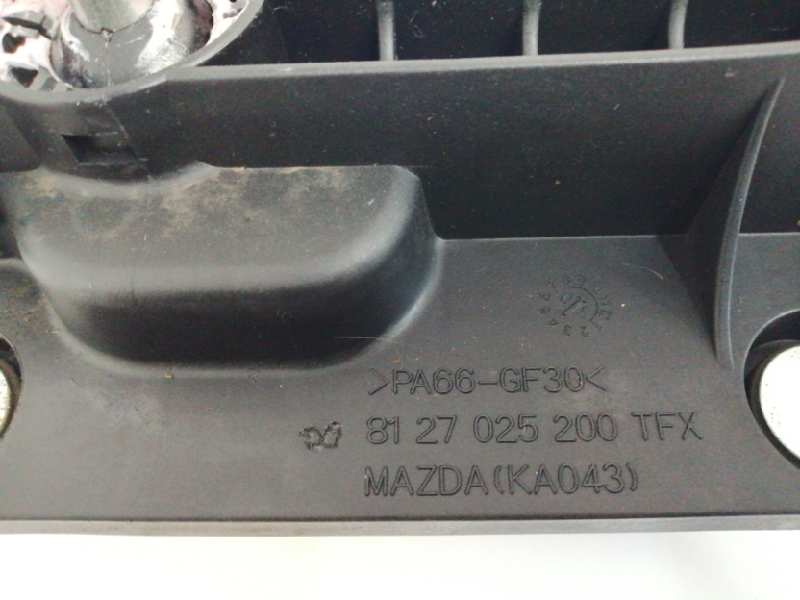 >PA66-GF30<
81 27 025 200 TFX
MAZDA(KA043)